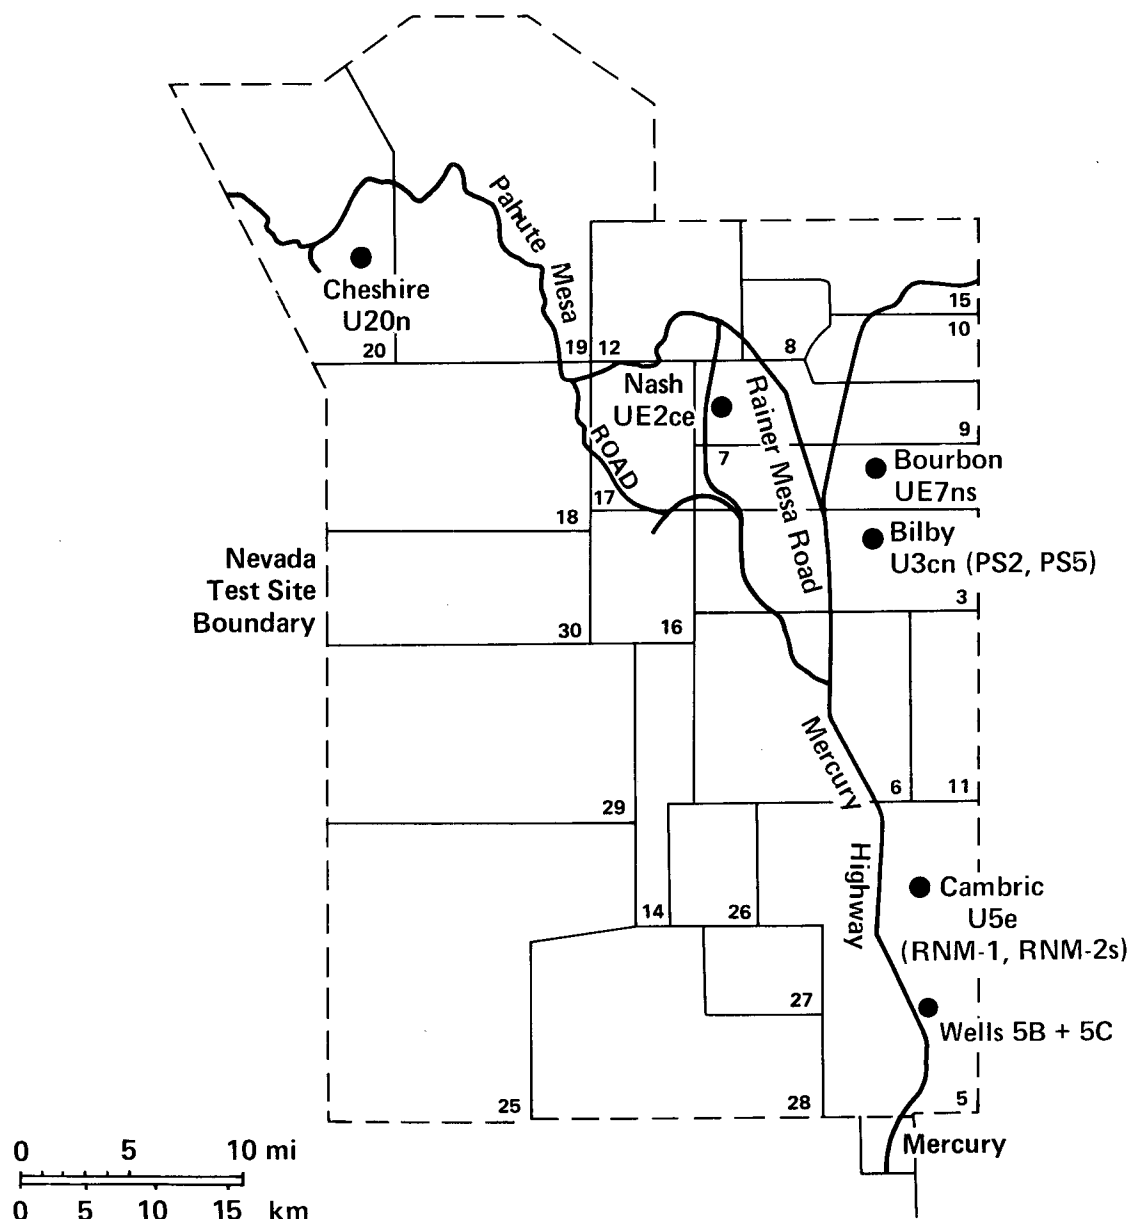 Pahute Mesa
ROAD
Cheshire
U20n
15
10
20
19
12
8
Nash
UE2ce
Rainer Mesa Road
9
7
Bourbon
UE7ns
17
18
Bilby
U3cn (PS2, PS5)
Nevada
Test Site
Boundary
3
30
16
Mercury
Highway
6
11
29
Cambric
U5e
(RNM-1, RNM-2s)
14
26
27
Wells 5B + 5C
25
28
5
Mercury
0 5 10 mi
0 5 10 15 km